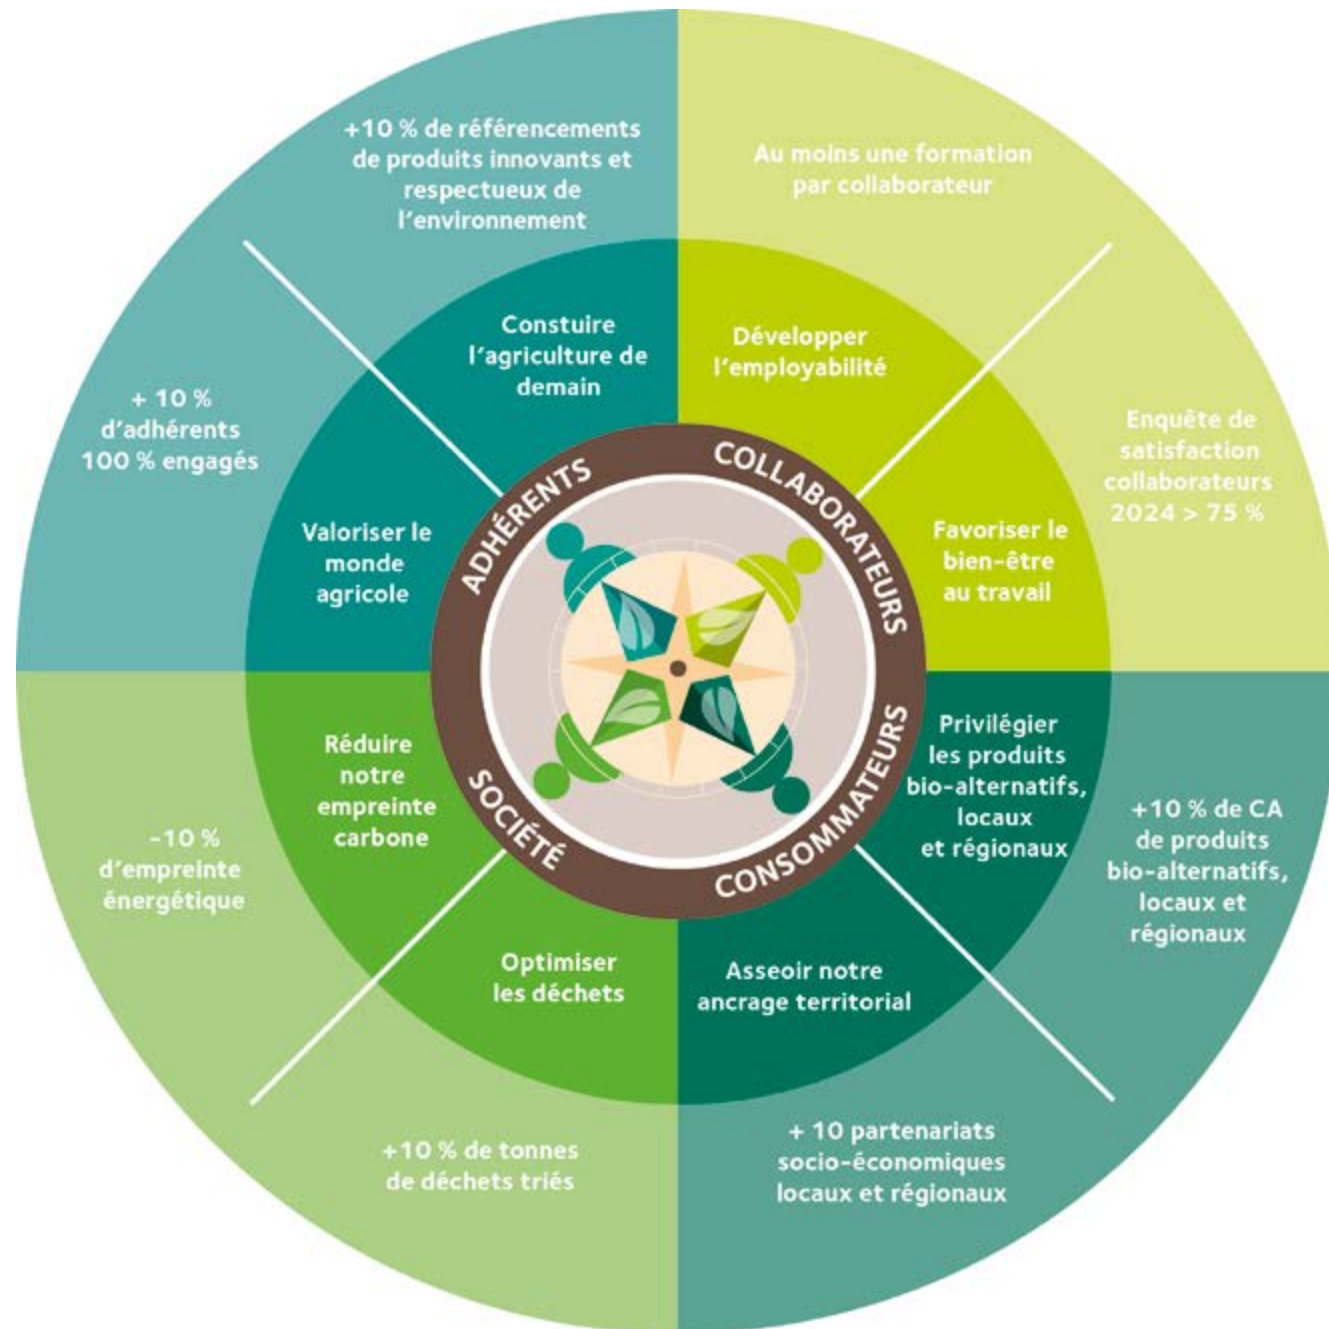 +10 % de référencements
de produits innovants et
respectueux de
l'environnement
Au moins une formation
par collaborateur
Constuire
l'agriculture de
demain
Développer
l'employabilité
+ 10 %
d'adhérents
100 % engagés
Enquête de
satisfaction
collaborateurs
2024 > 75 %
Valoriser le
monde
agricole
Favoriser le
bien-être
au travail
ADHÉRENTS
COLLABORATEURS
SOCIÉTÉ
CONSOMMATEURS
Réduire
notre
empreinte
carbone
Privilégier
les produits
bio-alternatifs,
locaux
et régionaux
-10 %
d'empreinte
énergétique
+10 % de CA
de produits
bio-alternatifs,
locaux et
régionaux
Optimiser
les déchets
Asseoir notre
ancrage territorial
+10 % de tonnes
de déchets triés
+ 10 partenariats
socio-économiques
locaux et régionaux